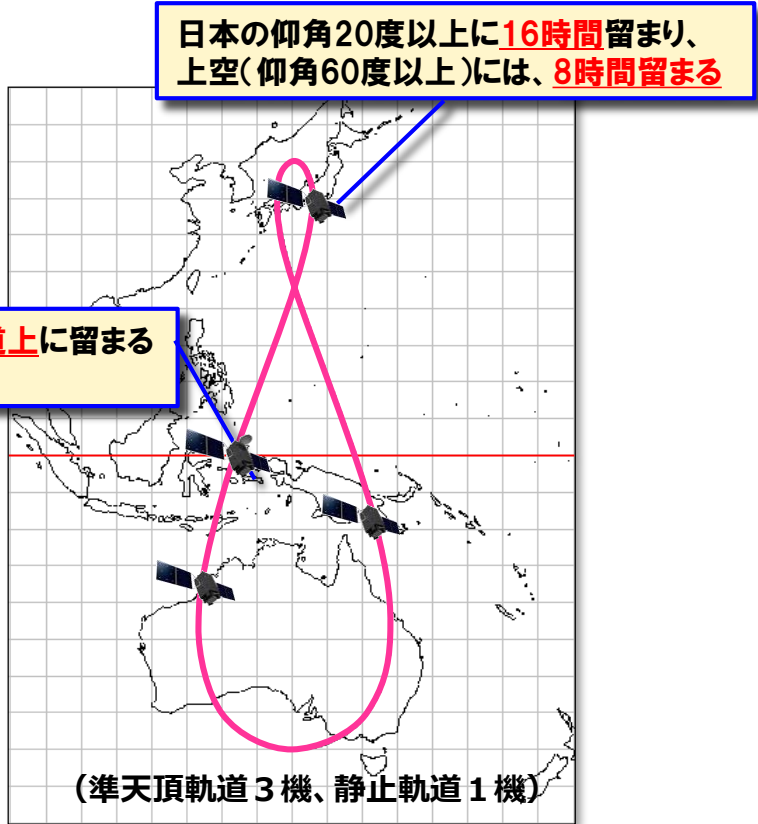 日本の仰角20度以上に16時間留まり、
上空(仰角60度以上)には、8時間留まる
道上に留まる
(準天頂軌道3機、静止軌道1機)